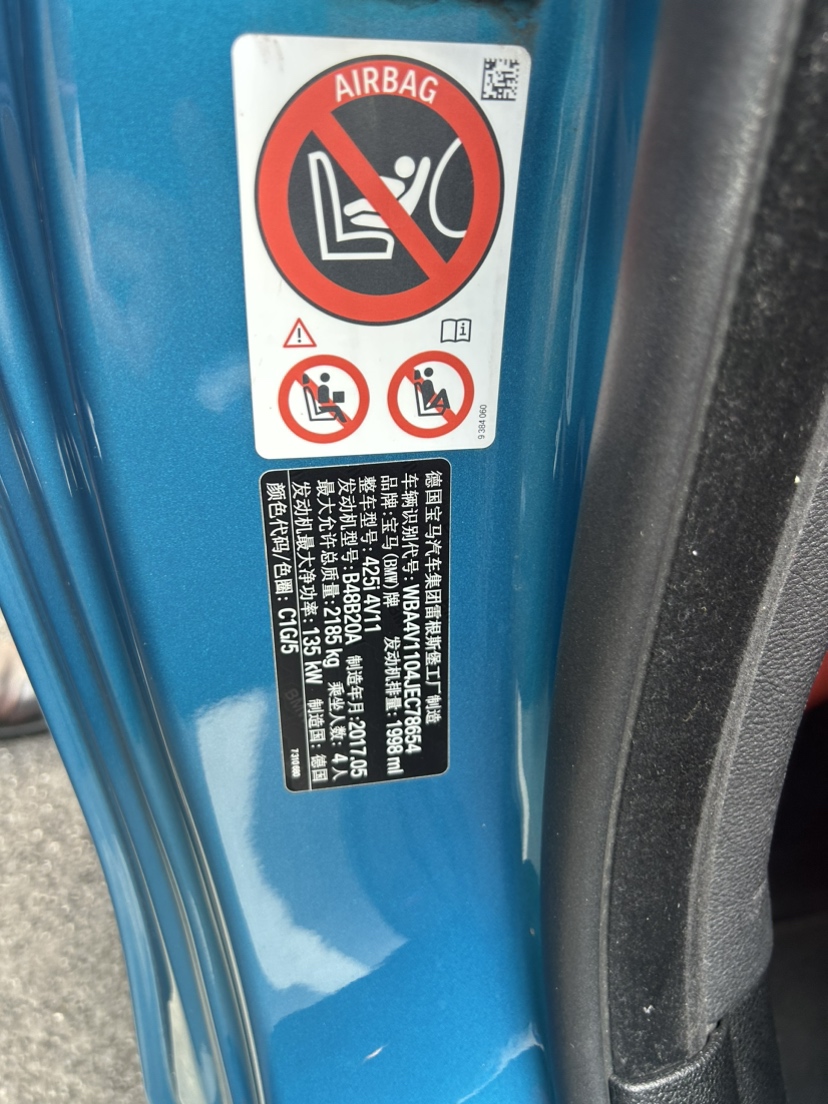 AIRBAG
9 384 060
德国宝马汽车集团雷根斯堡工厂制造
车辆识别代号: WBA4V1104JEC78654
品牌:宝马(BMW)牌 发动机排量: 1998 ml
整车型号: 425i 4V11
发动机型号:B48B20A 制造年月:2017.05
最大允许总质量:2185 kg 乘坐人数: 4人
发动机最大净功率: 135 kW 制造国: 德国
颜色代码/色圈: C1G/5